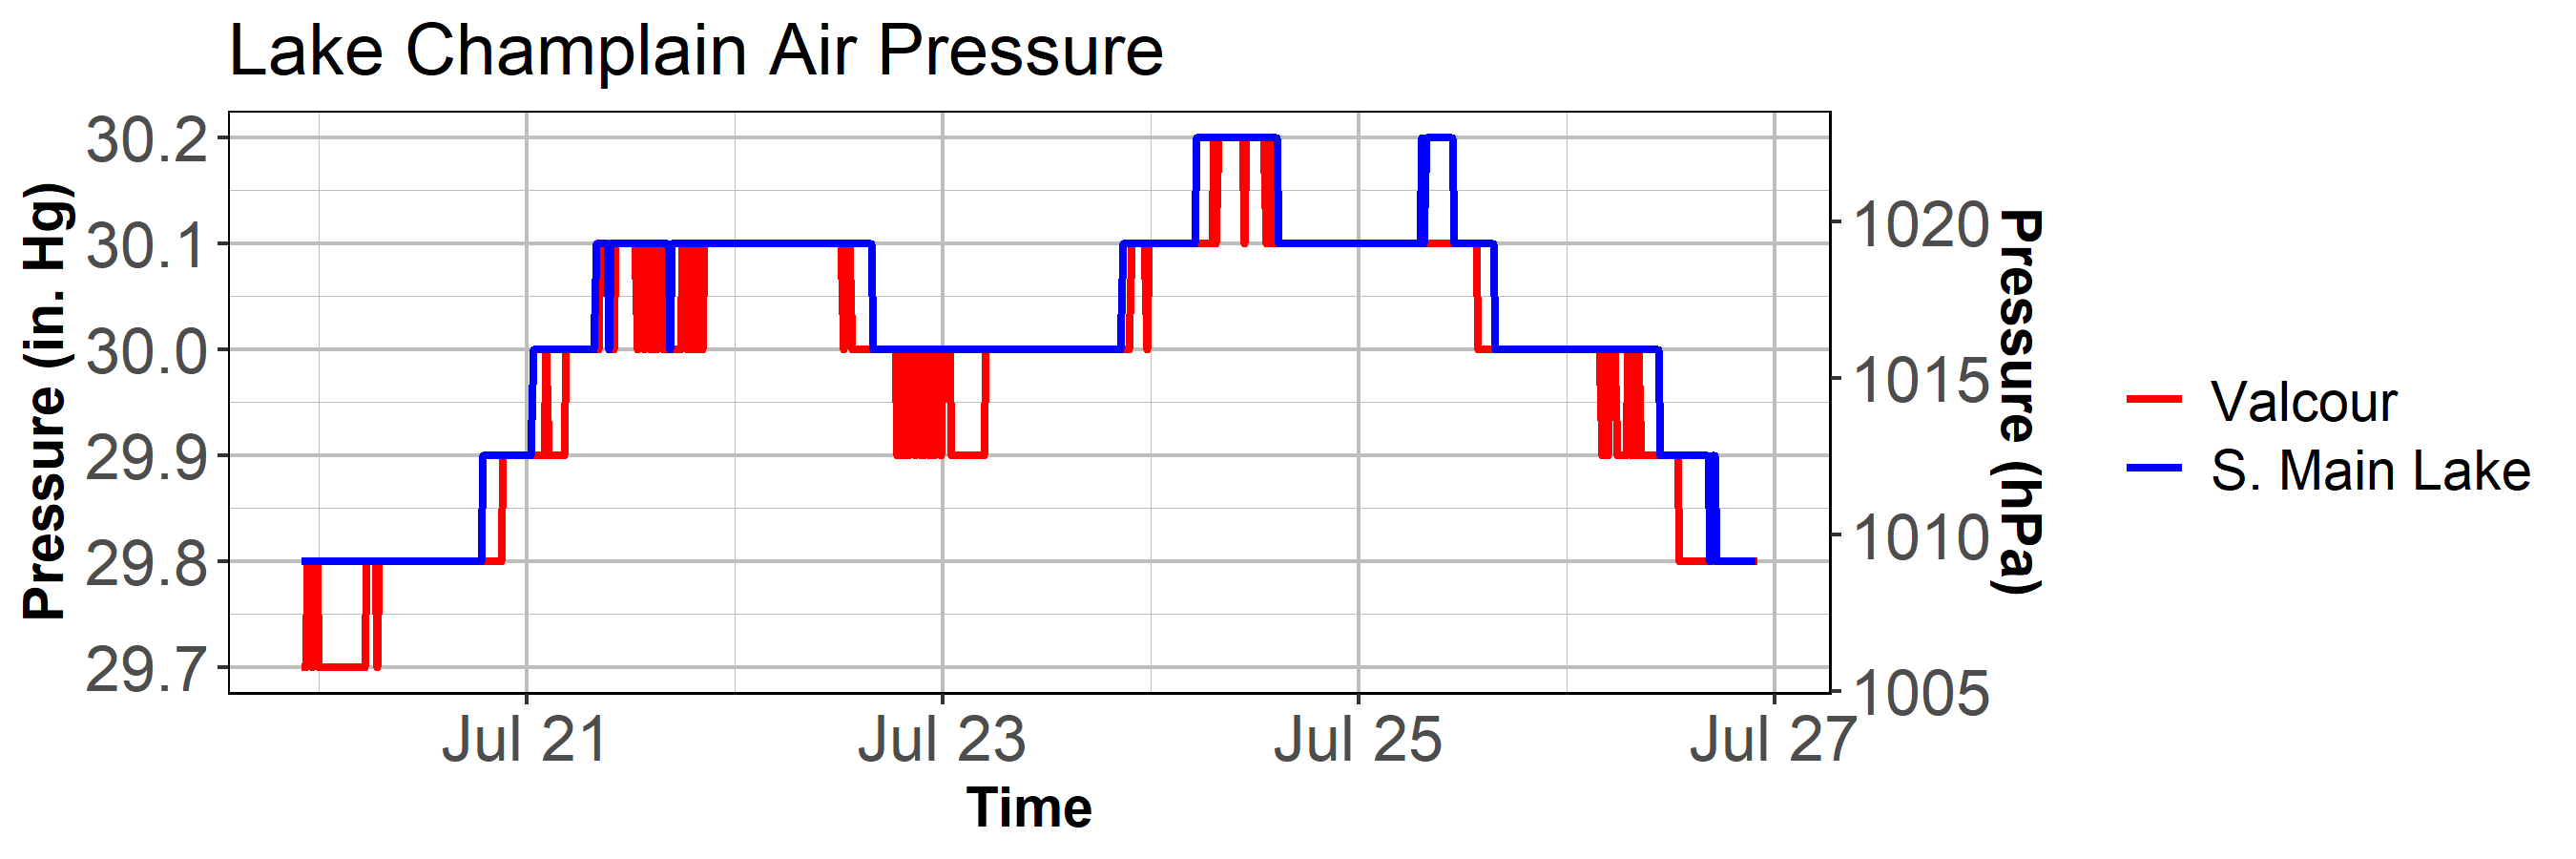 Lake Champlain Air Pressure
Pressure (in. Hg)
30.2
30.1
30.0
29.9
29.8
29.7
1020
1015
1010
1005
Pressure (hPa)
Jul 21
Jul 23
Jul 25
Jul 27
Time
Valcour
S. Main Lake